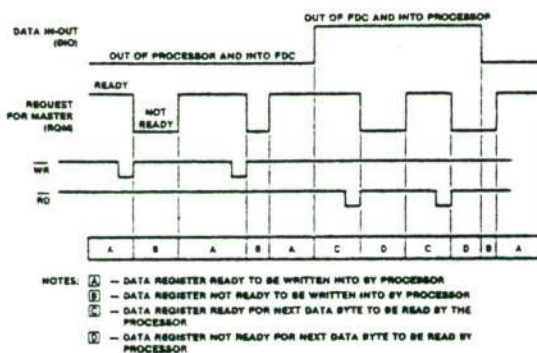 OUT OF FDC AND INTO PROCESSOR
DATA IN-OUT
(DIO)
OUT OF PROCESSOR AND INTO FDC
READY
REQUEST
FOR MASTER
(RQM)
NOT
READY
WR
RD
A B A B A C D C D B A
NOTES: A – DATA REGISTER READY TO BE WRITTEN INTO BY PROCESSOR
B – DATA REGISTER NOT READY TO BE WRITTEN INTO BY PROCESSOR
C – DATA REGISTER READY FOR NEXT DATA BYTE TO BE READ BY THE
PROCESSOR
D – DATA REGISTER NOT READY FOR NEXT DATA BYTE TO BE READ BY
PROCESSOR